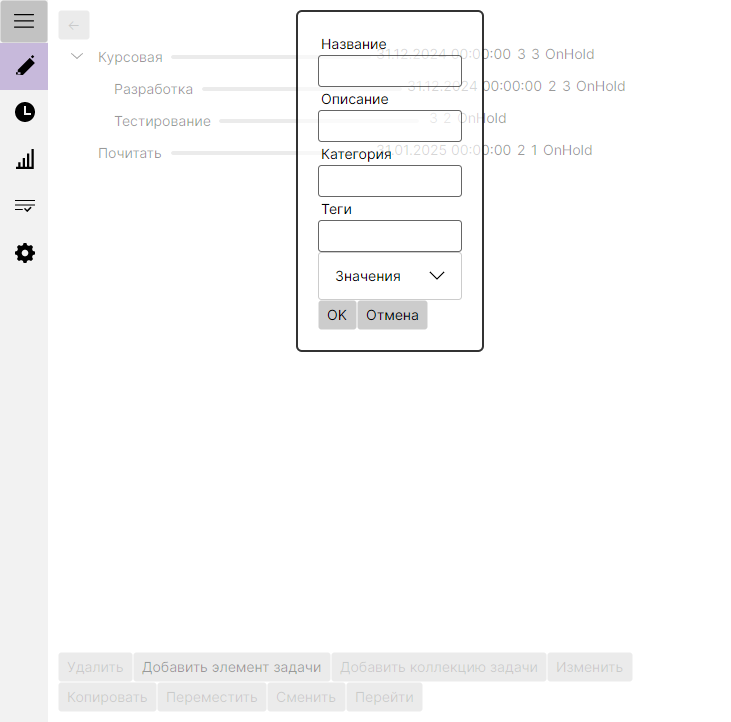 ←
Название
Курсовая 31.12.2024 00:00:00 3 3 OnHold
Разработка 31.12.2024 00:00:00 2 3 OnHold
Описание
Тестирование 3 2 OnHold
Категория
Почитать 31.01.2025 00:00:00 2 1 OnHold
Теги
Значения
OK Отмена
Удалить Добавить элемент задачи Добавить коллекцию задачи Изменить
Копировать Переместить Сменить Перейти